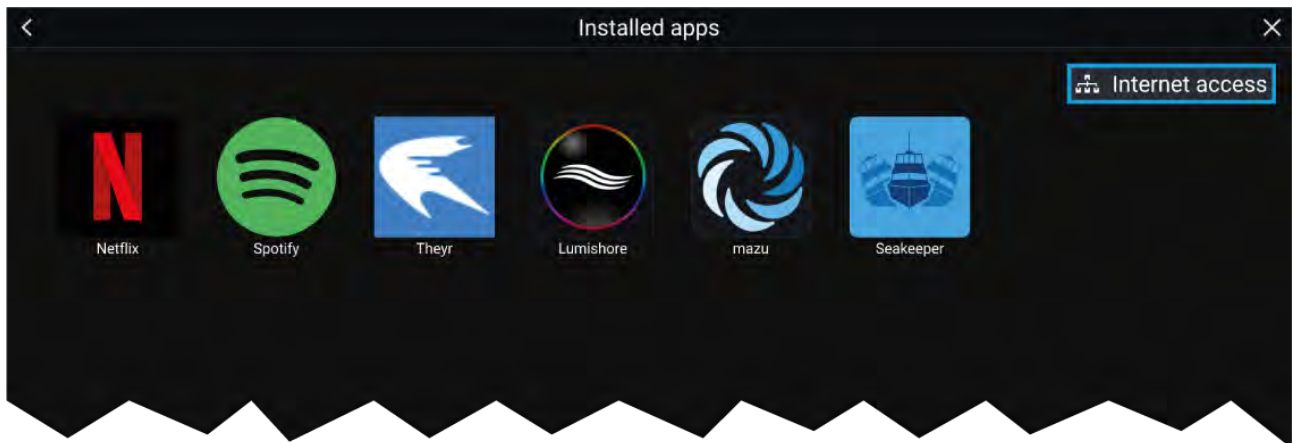 Installed apps
Internet access
N
Netflix
Spotify
Theyr
Lumishore
mazu
Seakeeper